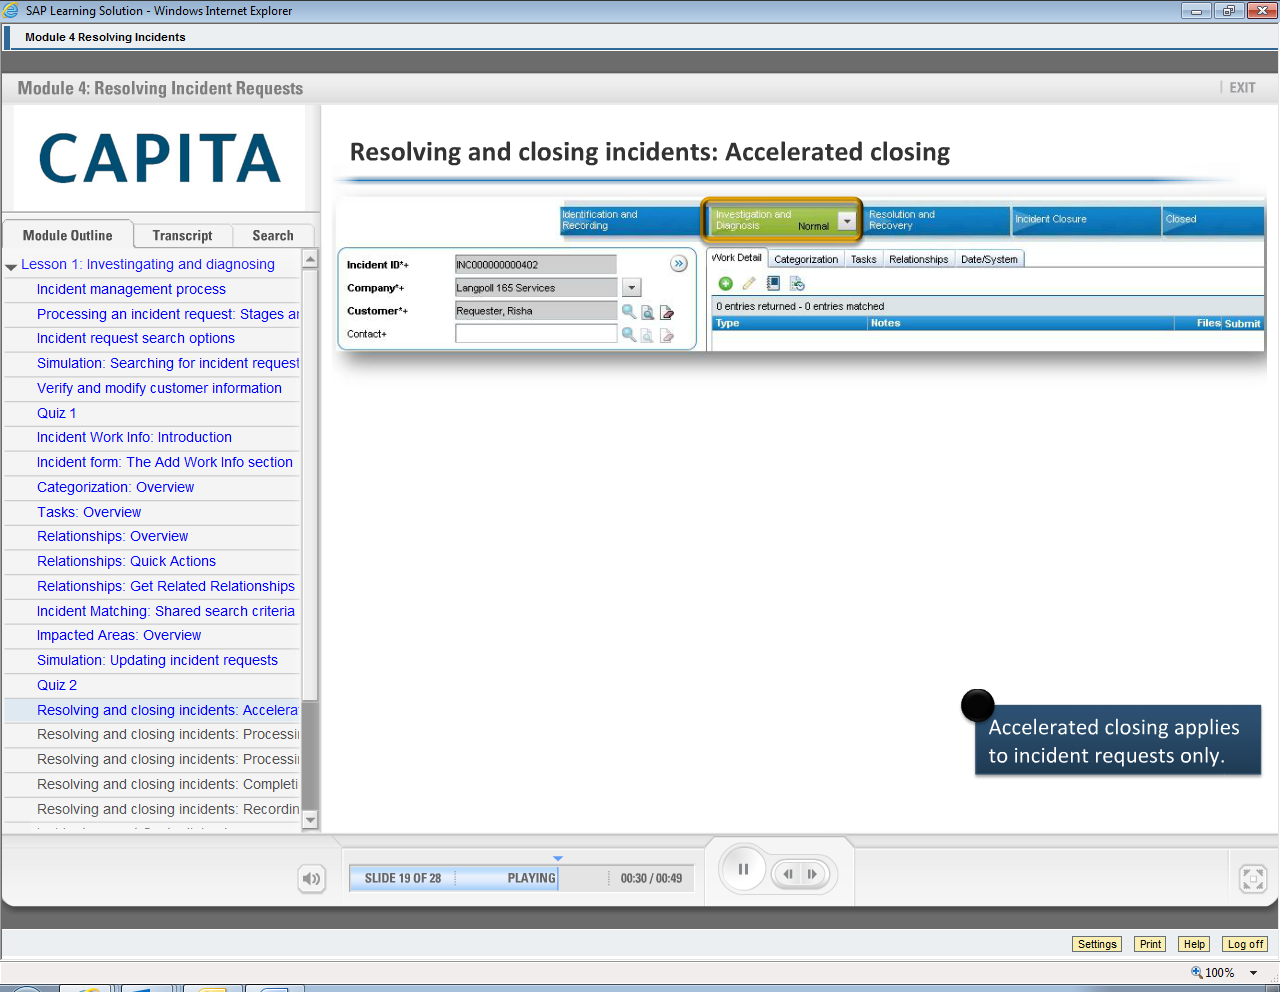 SAP Learning Solution - Windows Internet Explorer
Module 4 Resolving Incidents
Module 4: Resolving Incident Requests
EXIT
CAPITA
Module Outline
Transcript
Search
Lesson 1: Investingating and diagnosing
Incident management process
Processing an incident request: Stages an
Incident request search options
Simulation: Searching for incident request
Verify and modify customer information
Quiz 1
Incident Work Info: Introduction
Incident form: The Add Work Info section
Categorization: Overview
Tasks: Overview
Relationships: Overview
Relationships: Quick Actions
Relationships: Get Related Relationships
Incident Matching: Shared search criteria
Impacted Areas: Overview
Simulation: Updating incident requests
Quiz 2
Resolving and closing incidents: Accelera
Resolving and closing incidents: Processi
Resolving and closing incidents: Processi
Resolving and closing incidents: Completi
Resolving and closing incidents: Recordin
Resolving and closing incidents: Accelerated closing
Identification and
Recording
Investigation and
Diagnosis
Normal
Resolution and
Recovery
Incident Closure
Closed
Incident ID*+
INC000000000402
Company*+
Langpoll 165 Services
Customer*+
Requester, Risha
Contact+
Work Detail
Categorization
Tasks
Relationships
Date/System
0 entries returned - 0 entries matched
Type
Notes
Files
Submit
Accelerated closing applies
to incident requests only.
SLIDE 19 OF 28
PLAYING
00:30 / 00:49
Settings
Print
Help
Log off
100%